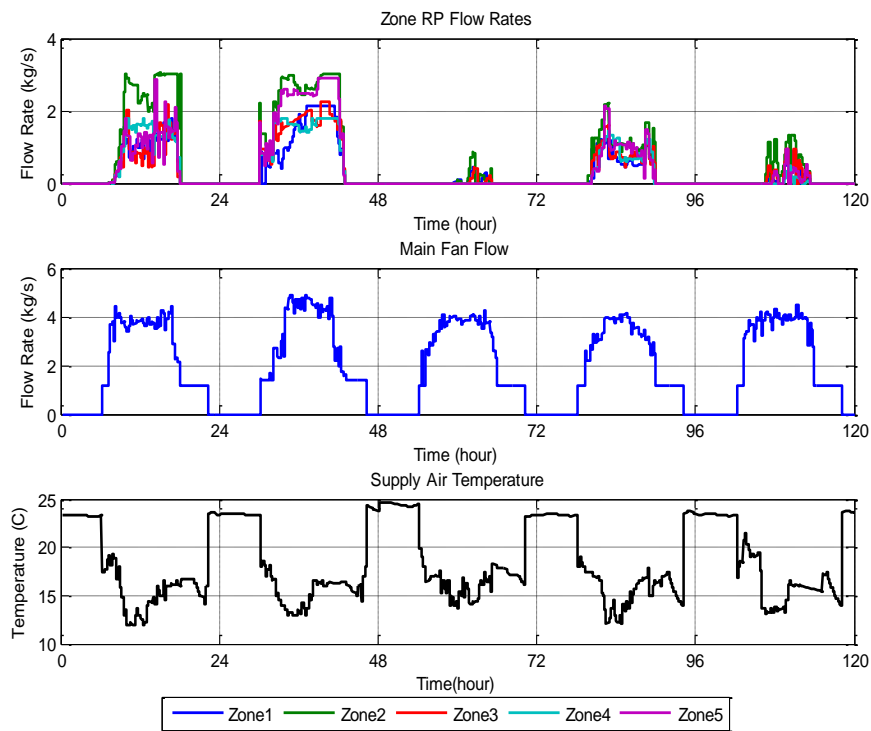 Zone RP Flow Rates
Flow Rate (kg/s)
4
2
0
0 24 48 72 96 120
Time (hour)
Main Fan Flow
Flow Rate (kg/s)
6
4
2
0
0 24 48 72 96 120
Time (hour)
Supply Air Temperature
Temperature (C)
25
20
15
10
0 24 48 72 96 120
Time(hour)
Zone1 Zone2 Zone3 Zone4 Zone5